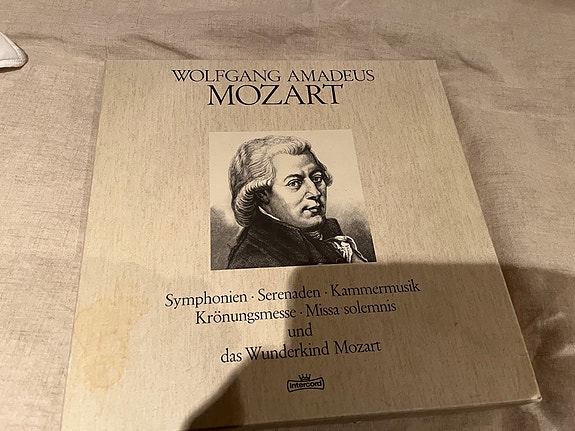 WOLFGANG AMADEUS
MOZART
Symphonien · Serenaden · Kammermusik
Krönungsmesse · Missa solemnis
und
das Wunderkind Mozart
Intercord